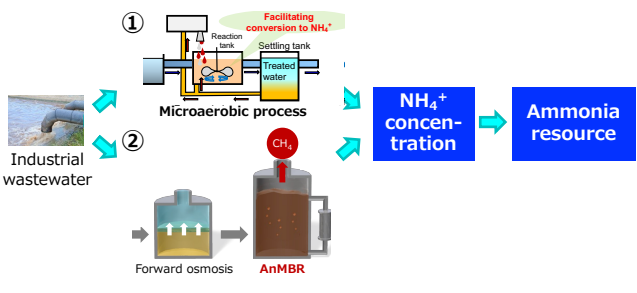 ①
Facilitating
conversion to NH₄⁺
Reaction
tank
Settling tank
Treated
water
Microaerobic process
Industrial
wastewater
②
CH₄
Forward osmosis
AnMBR
NH₄⁺
concen-
tration
Ammonia
resource